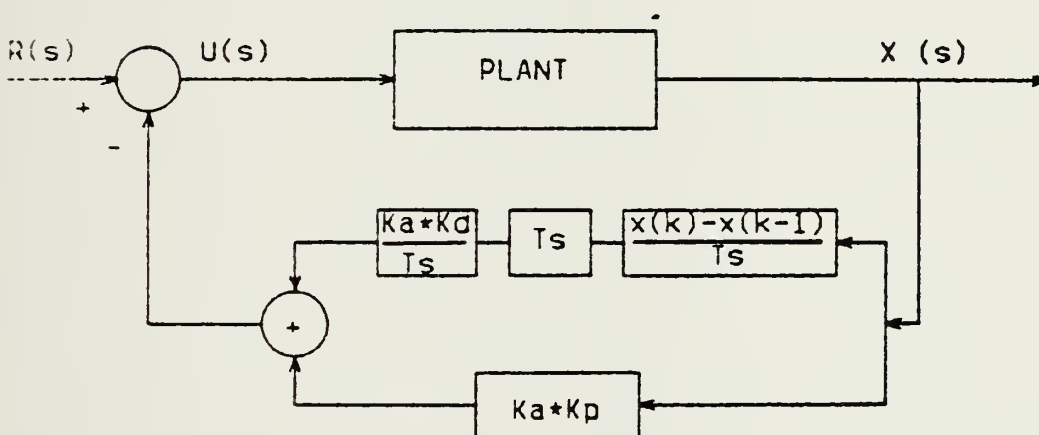 R(s)
U(s)
PLANT
X (s)
+
-
Ka*Kd
Ts
Ts
x(k)-x(k-1)
Ts
+
Ka*Kp